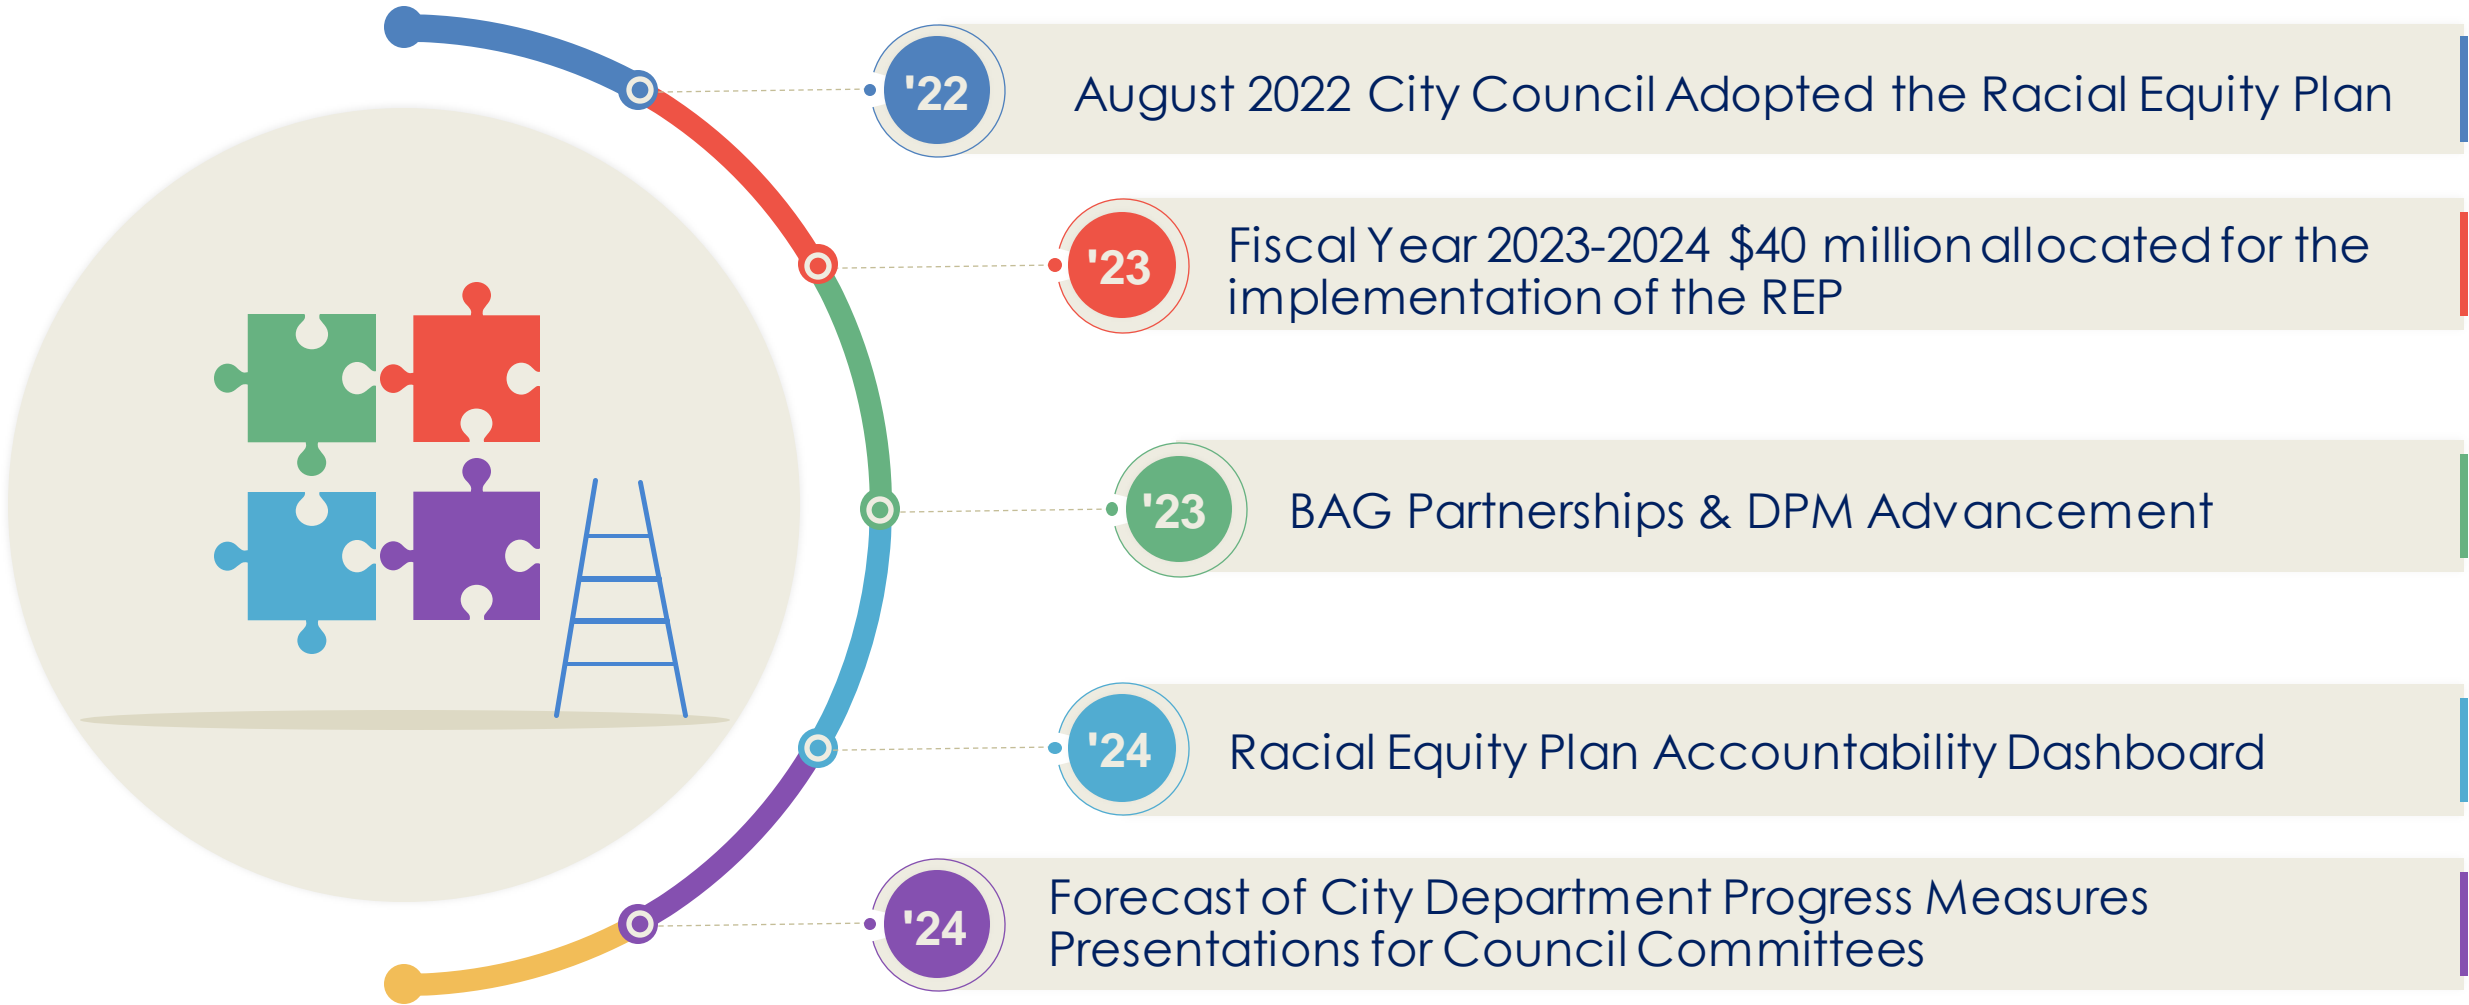 '22
August 2022 City Council Adopted the Racial Equity Plan
'23
Fiscal Year 2023-2024 $40 million allocated for the
implementation of the REP
'23
BAG Partnerships & DPM Advancement
'24
Racial Equity Plan Accountability Dashboard
'24
Forecast of City Department Progress Measures
Presentations for Council Committees